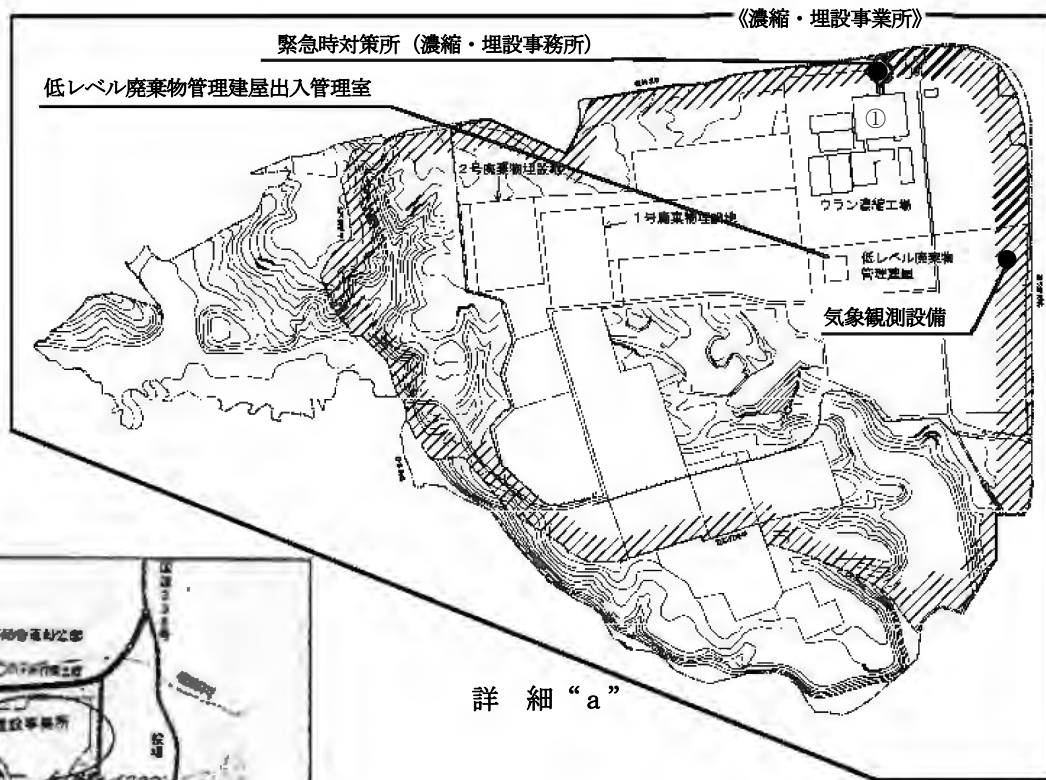 《濃縮・埋設事業所》
緊急時対策所(濃縮・埋設事務所)
低レベル廃棄物管理建屋出入管理室
①
2号廃棄物埋設地
ウラン濃縮工場
1号廃棄物埋設地
低レベル廃棄物
管理建屋
気象観測設備
詳 細 “a”
設事業所